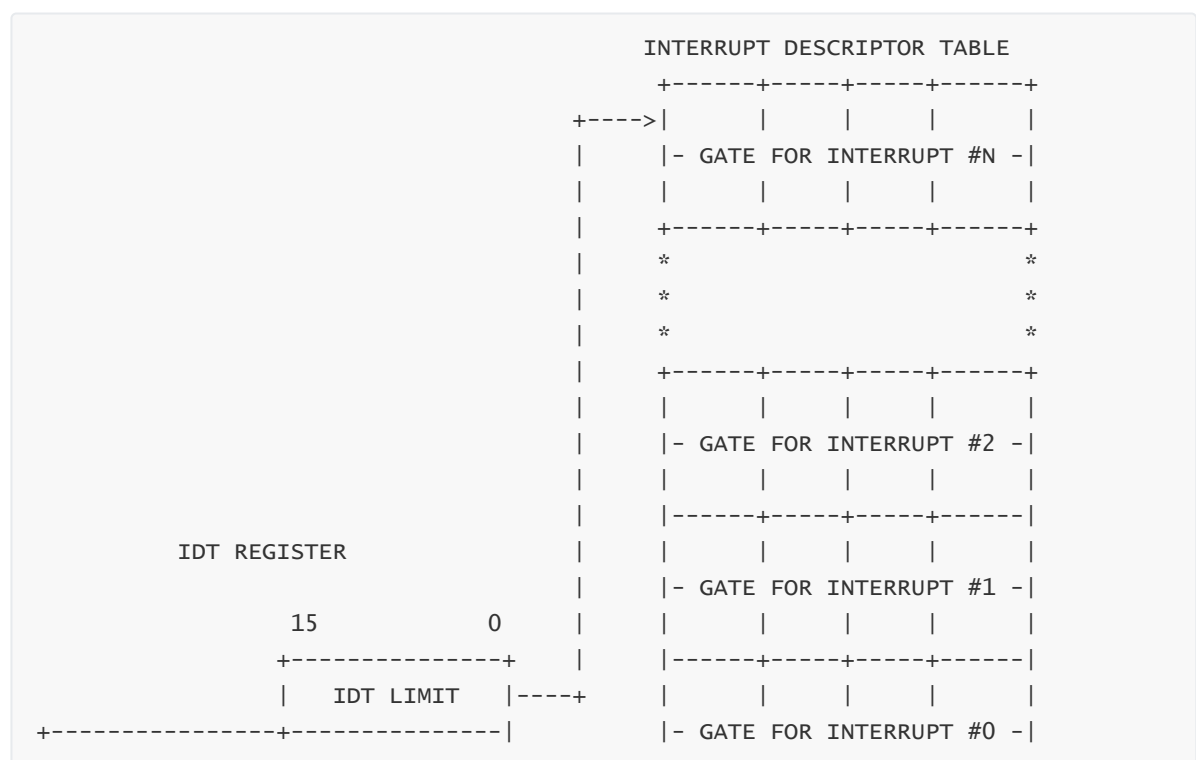 INTERRUPT DESCRIPTOR TABLE
                                            +------+-----+-----+------+
                                      +---->|      |     |     |      |
                                      |     |- GATE FOR INTERRUPT #N -|
                                      |     |      |     |     |      |
                                      |     +------+-----+-----+------+
                                      |     *                         *
                                      |     *                         *
                                      |     *                         *
                                      |     +------+-----+-----+------+
                                      |     |      |     |     |      |
                                      |     |- GATE FOR INTERRUPT #2 -|
                                      |     |      |     |     |      |
                                      |     |------+-----+-----+------|
          IDT REGISTER                |     |      |     |     |      |
                                      |     |- GATE FOR INTERRUPT #1 -|
                  15            0     |     |      |     |     |      |
                 +---------------+    |     |------+-----+-----+------|
                 |   IDT LIMIT   |----+     |      |     |     |      |
+----------------+---------------|          |- GATE FOR INTERRUPT #0 -|